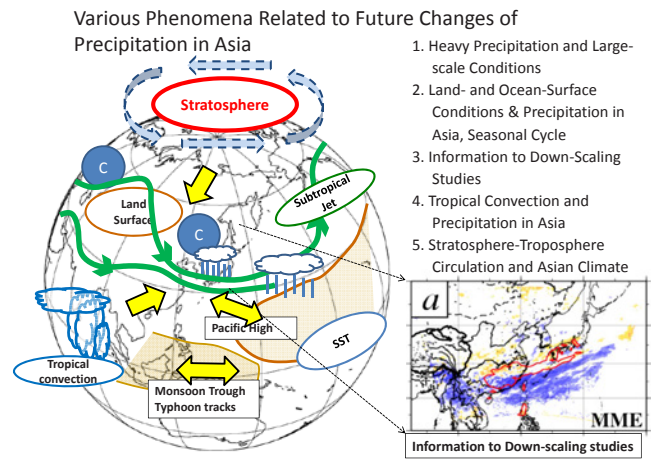 Various Phenomena Related to Future Changes of
Precipitation in Asia
Stratosphere
C
Land
Surface
C
Subtropical
Jet
Pacific High
SST
Tropical
convection
Monsoon Trough
Typhoon tracks
1. Heavy Precipitation and Large-
scale Conditions
2. Land- and Ocean-Surface
Conditions & Precipitation in
Asia, Seasonal Cycle
3. Information to Down-Scaling
Studies
4. Tropical Convection and
Precipitation in Asia
5. Stratosphere-Troposphere
Circulation and Asian Climate
a
MME
Information to Down-scaling studies